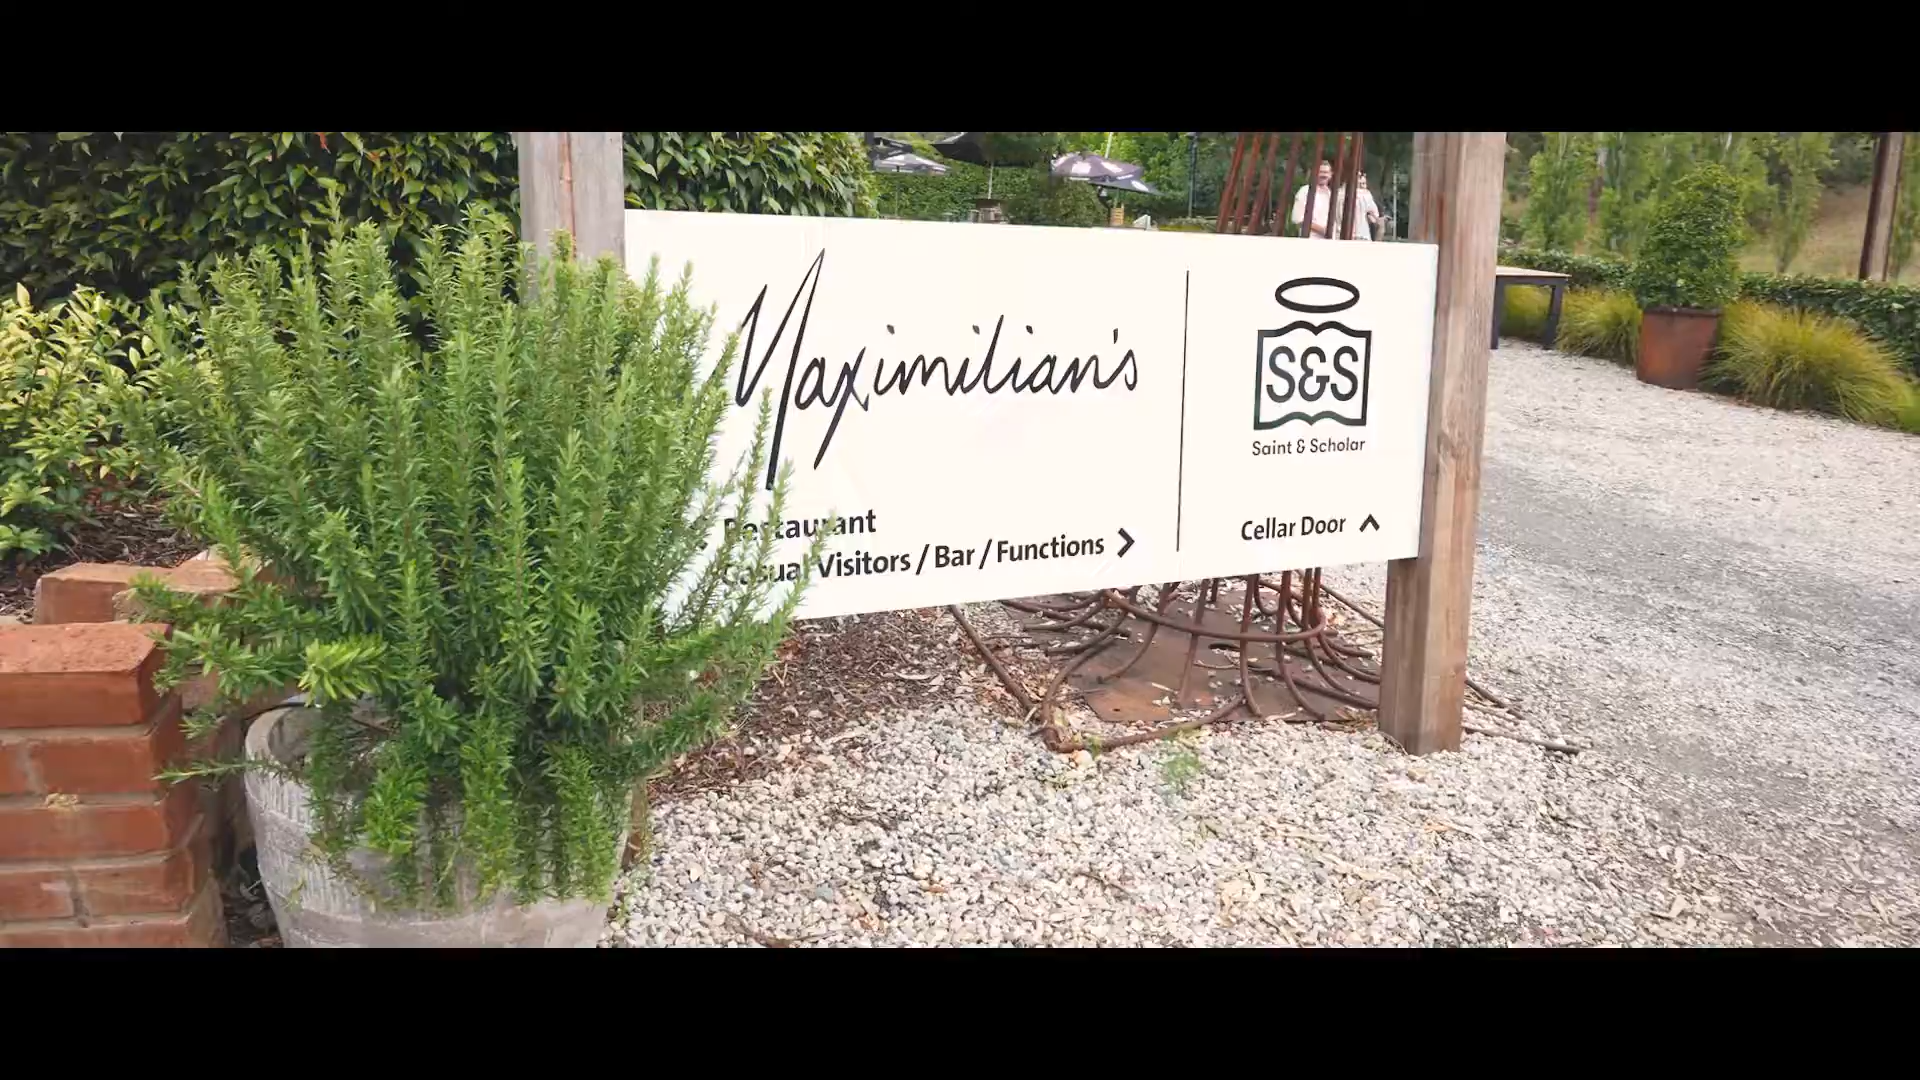 Maximilian's
Restaurant
Casual Visitors / Bar / Functions
S&S
Saint & Scholar
Cellar Door